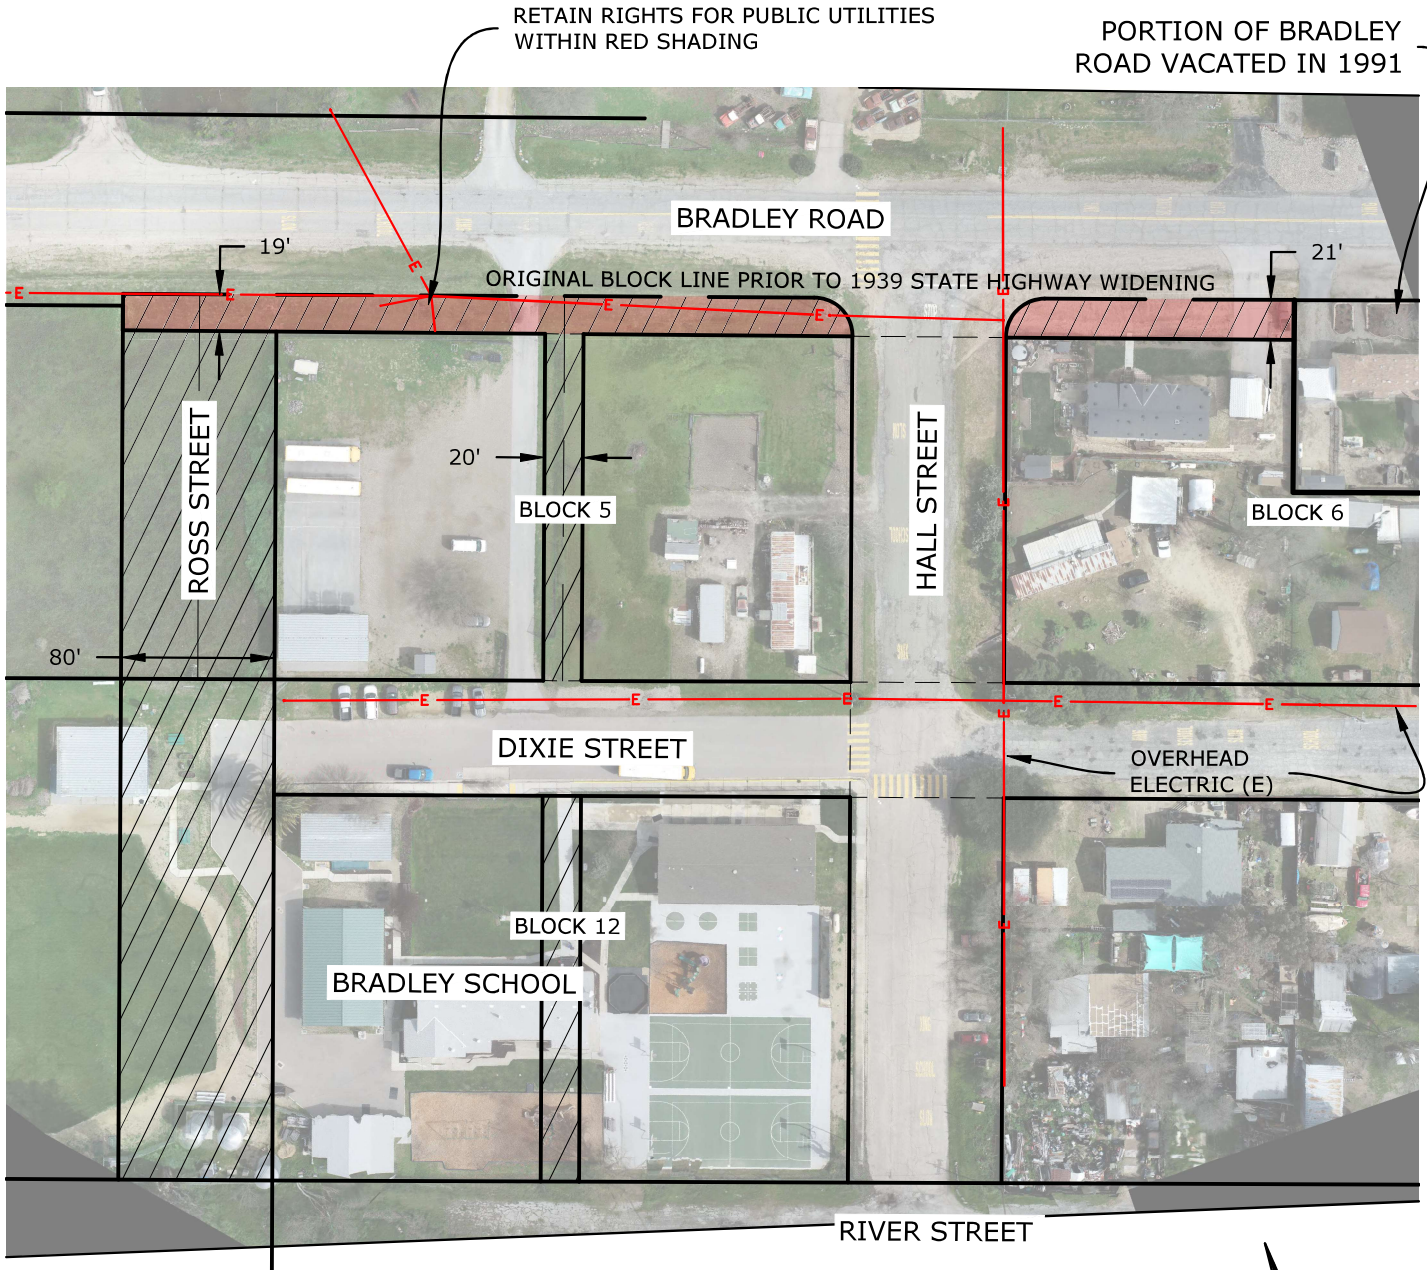 RETAIN RIGHTS FOR PUBLIC UTILITIES
WITHIN RED SHADING
PORTION OF BRADLEY
ROAD VACATED IN 1991
BRADLEY ROAD
19'
21'
E
E
E
ORIGINAL BLOCK LINE PRIOR TO 1939 STATE HIGHWAY WIDENING
E
E
E
STOP
ROSS STREET
HALL STREET
20'
E
BLOCK 5
BLOCK 6
SCHOOL
80'
E
E
E
E
E
E
DIXIE STREET
OVERHEAD
ELECTRIC (E)
BLOCK 12
E
BRADLEY SCHOOL
RIVER STREET